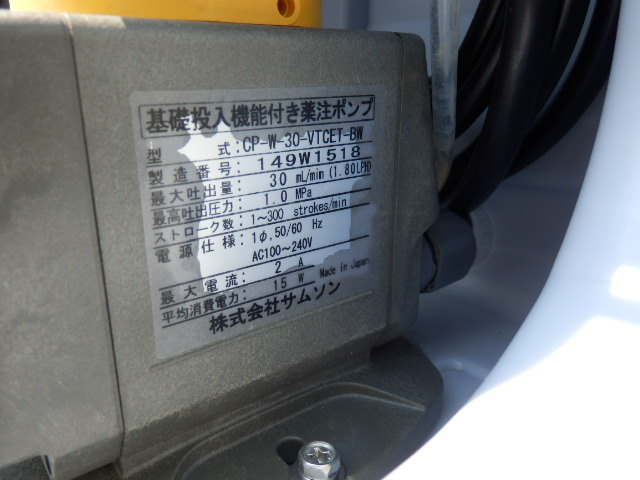 基礎投入機能付き薬注ポンプ
型式:CP-W-30-VTCET-BW
製造番号:149W1518
最大吐出量:30 mL/min (1.80LPH)
最高吐出圧力:1.0 MPa
ストローク数:1~300 strokes/min
電源仕様:1φ,50/60 Hz
AC100~240V
最大電流:2 A
平均消費電力:15 W Made in Japan
株式会社サムソン